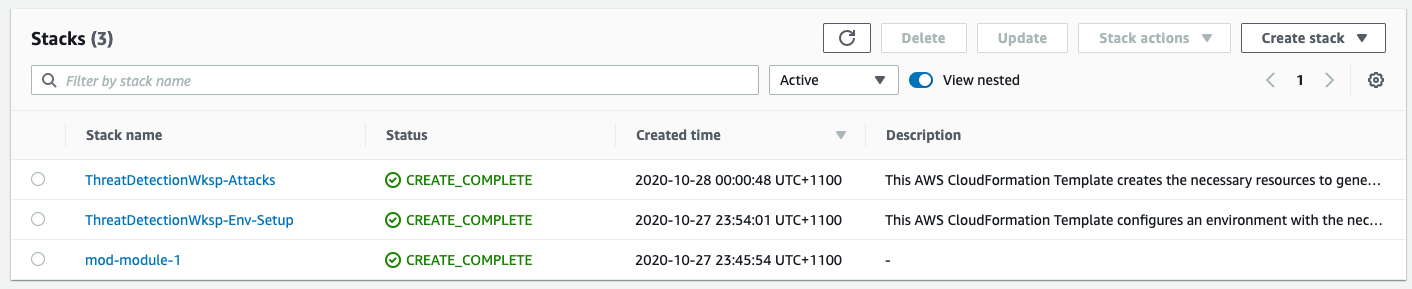 Stacks (3)
Delete
Update
Stack actions
Create stack
Filter by stack name
Active
View nested
1
Stack name
Status
Created time
Description
ThreatDetectionWksp-Attacks
CREATE_COMPLETE
2020-10-28 00:00:48 UTC+1100
This AWS CloudFormation Template creates the necessary resources to gene…
ThreatDetectionWksp-Env-Setup
CREATE_COMPLETE
2020-10-27 23:54:01 UTC+1100
This AWS CloudFormation Template configures an environment with the nec…
mod-module-1
CREATE_COMPLETE
2020-10-27 23:45:54 UTC+1100
-